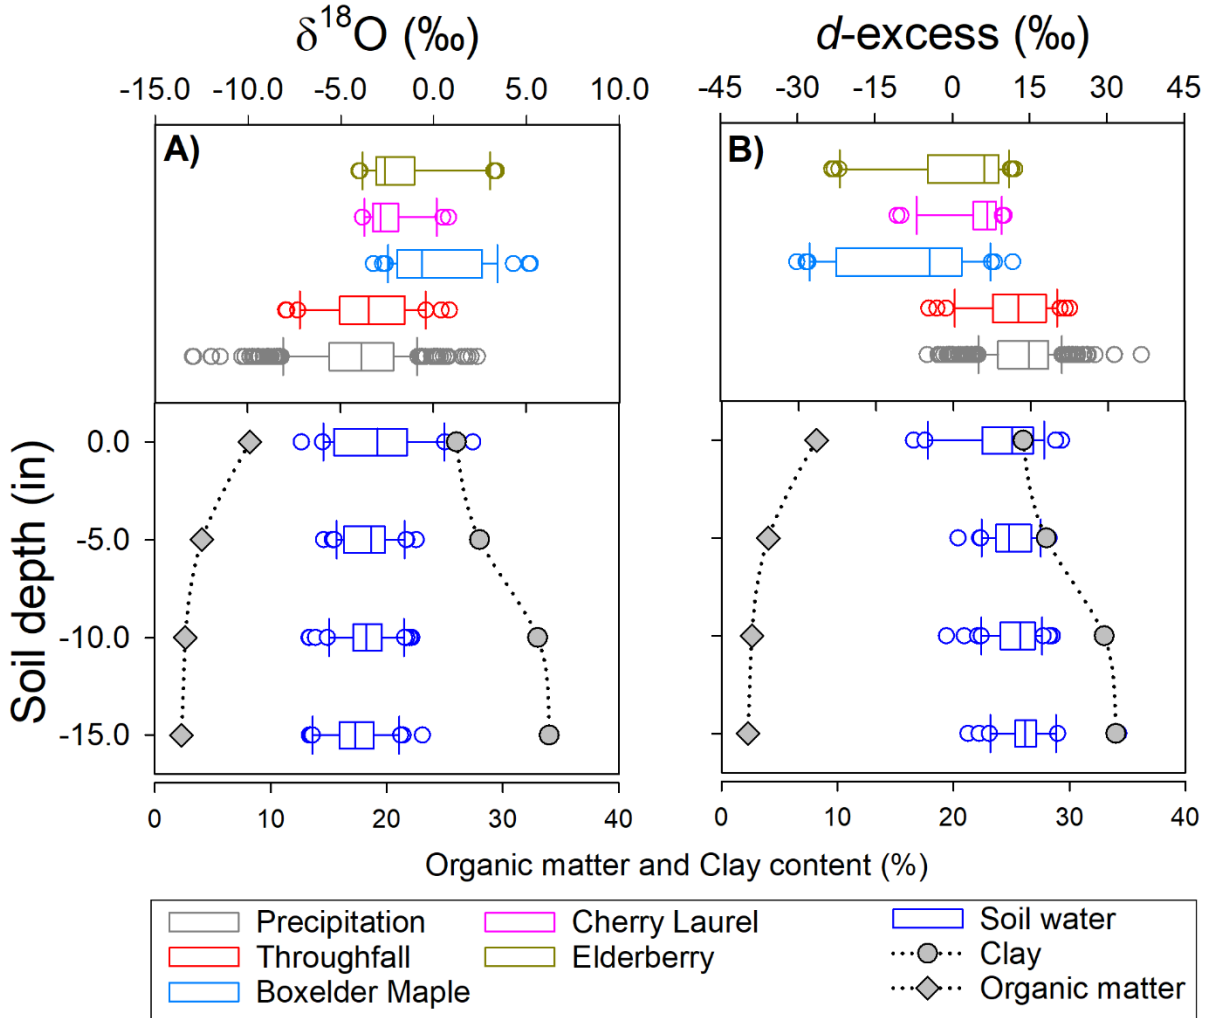 δ18O (‰) d-excess (‰)
-15.0 -10.0 -5.0 0.0 5.0 10.0 -45 -30 -15 0 15 30 45
A) B)
0.0
-5.0
-10.0
-15.0
Soil depth (in)
0 10 20 30 40 0 10 20 30 40
Organic matter and Clay content (%)
Precipitation Cherry Laurel Soil water
Throughfall Elderberry Clay
Boxelder Maple Organic matter